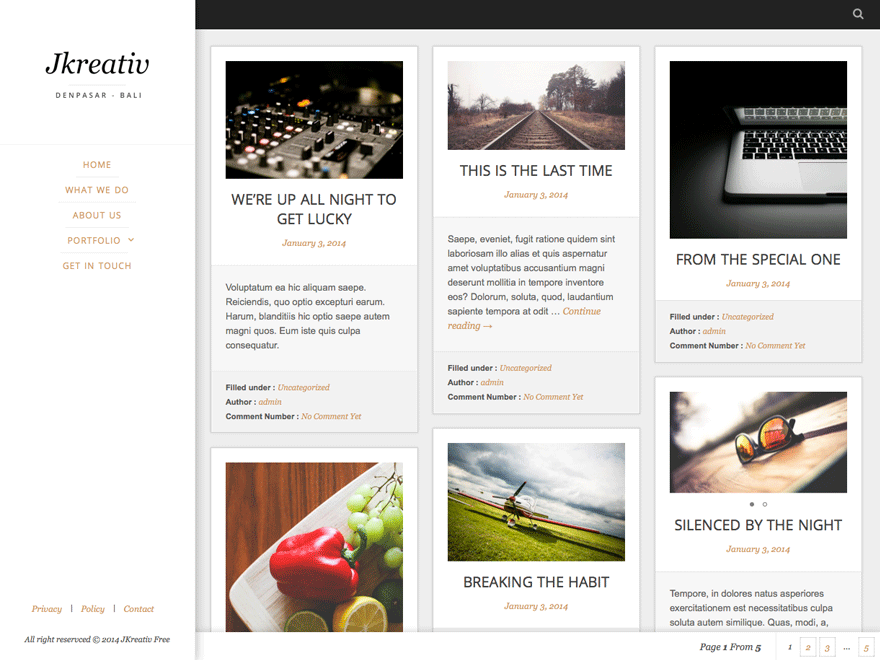 Jkreativ
DENPASAR - BALI
HOME
WHAT WE DO
ABOUT US
PORTFOLIO
GET IN TOUCH
Privacy | Policy | Contact
All right reserved © 2014 JKreativ Free
WE'RE UP ALL NIGHT TO
GET LUCKY
January 3, 2014
Voluptatum ea hic aliquam saepe.
Reiciendis, quo optio excepturi earum.
Harum, blanditiis hic optio saepe autem
magni quos. Eum iste quis culpa
consequatur.
Filled under : Uncategorized
Author : admin
Comment Number : No Comment Yet
THIS IS THE LAST TIME
January 3, 2014
Saepe, eveniet, fugit ratione quidem sint
laboriosam illo alias et quis aspernatur
amet voluptatibus accusantium magni
deserunt mollitia in tempore inventore
eos? Dolorum, soluta, quod, laudantium
sapiente tempora at odit ... Continue
reading →
Filled under : Uncategorized
Author : admin
Comment Number : No Comment Yet
BREAKING THE HABIT
January 3, 2014
FROM THE SPECIAL ONE
January 3, 2014
Filled under : Uncategorized
Author : admin
Comment Number : No Comment Yet
SILENCED BY THE NIGHT
January 3, 2014
Tempore, in dolores natus asperiores
exercitationem est necessitatibus culpa
soluta autem similique. Quas, modi, a,
Page 1 From 5
1 2 3 ... 5